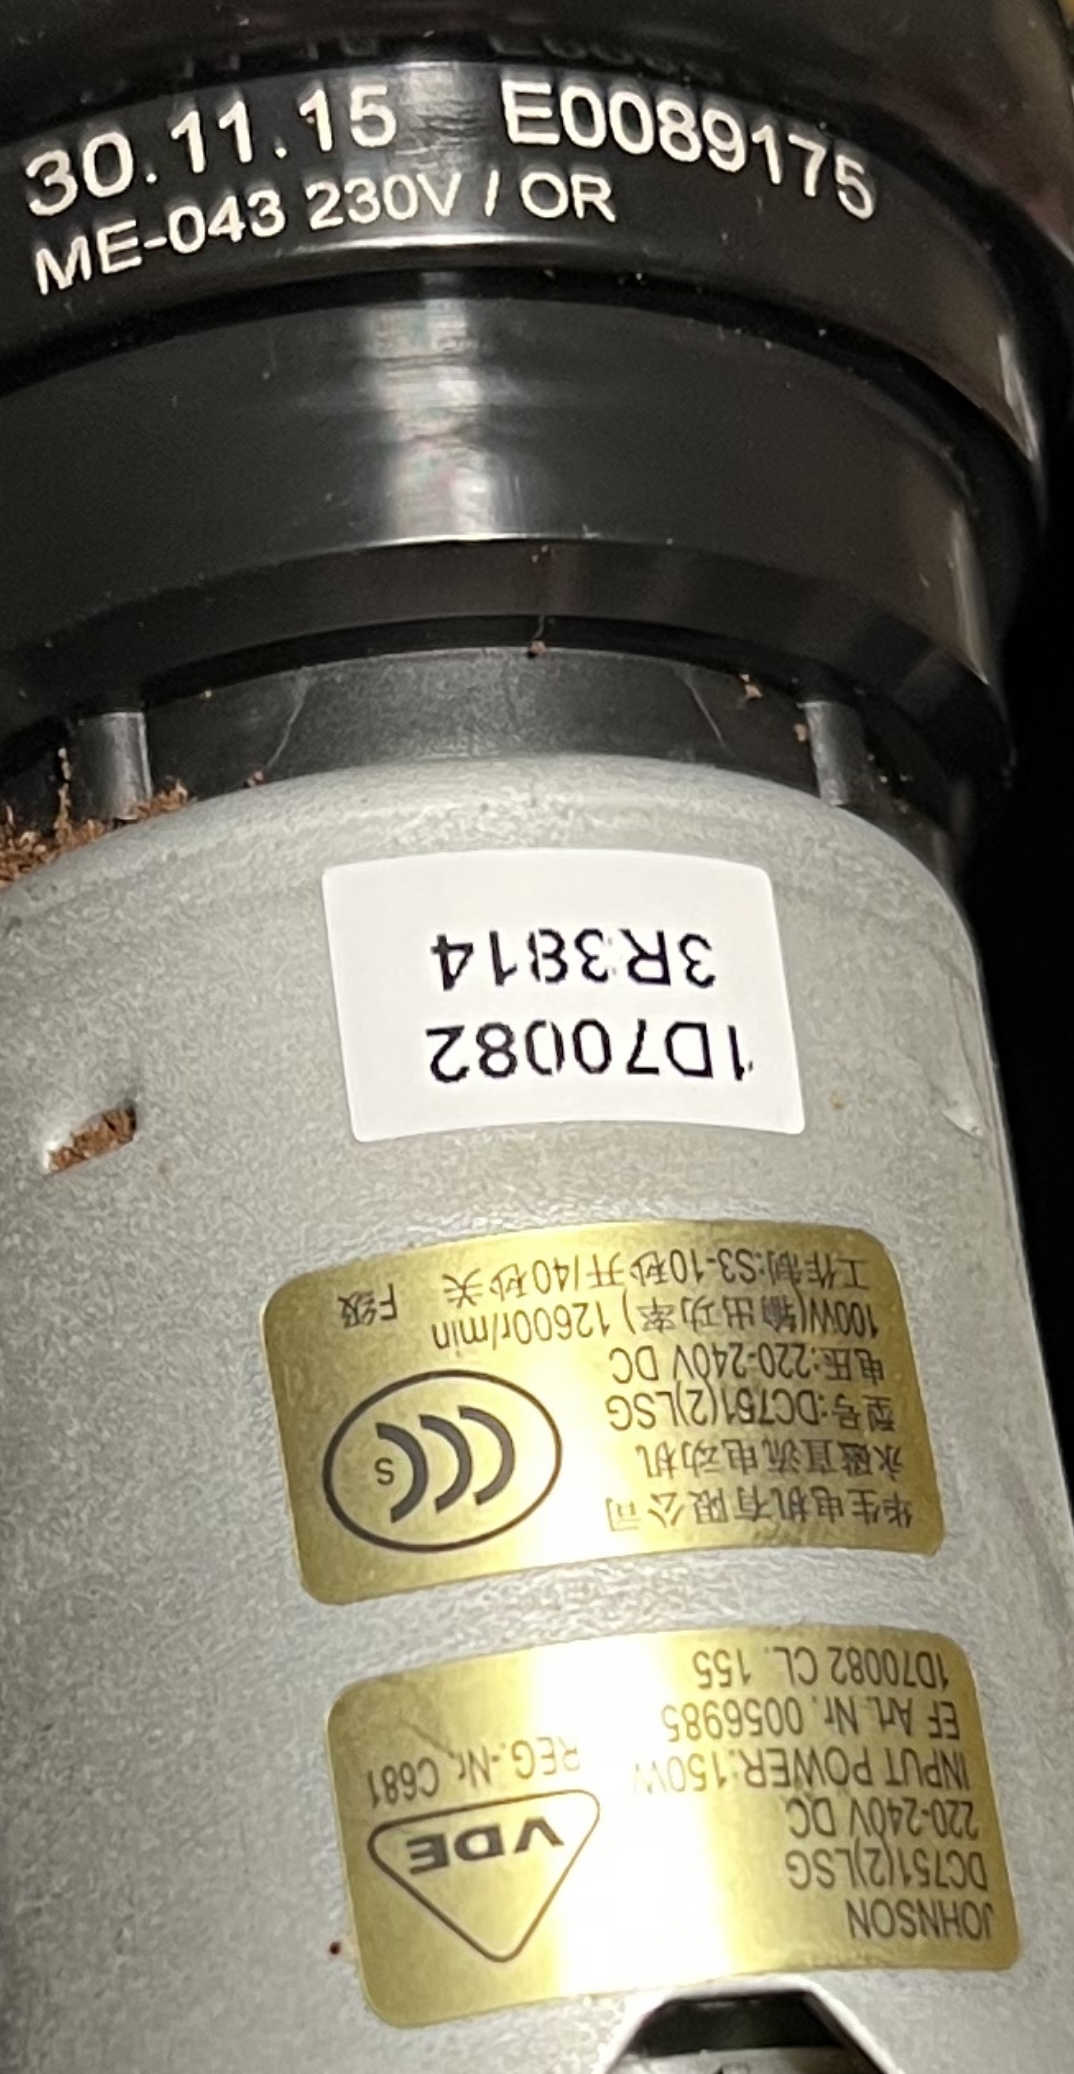 30.11.15 E0089175
ME-043 230V / OR
1D70082
3R3814
华生电机有限公司
永磁直流电动机
型号:DC751(2)LSG
电压:220-240V DC
100W(输出功率) 12600r/min
工作制:S3-10秒开/40秒关 F级
CCC S
JOHNSON
DC751(2)LSG
220-240V DC
INPUT POWER:150W
EF Art. Nr. 0056985
1D70082 CL. 155
VDE
REG.-Nr. C681